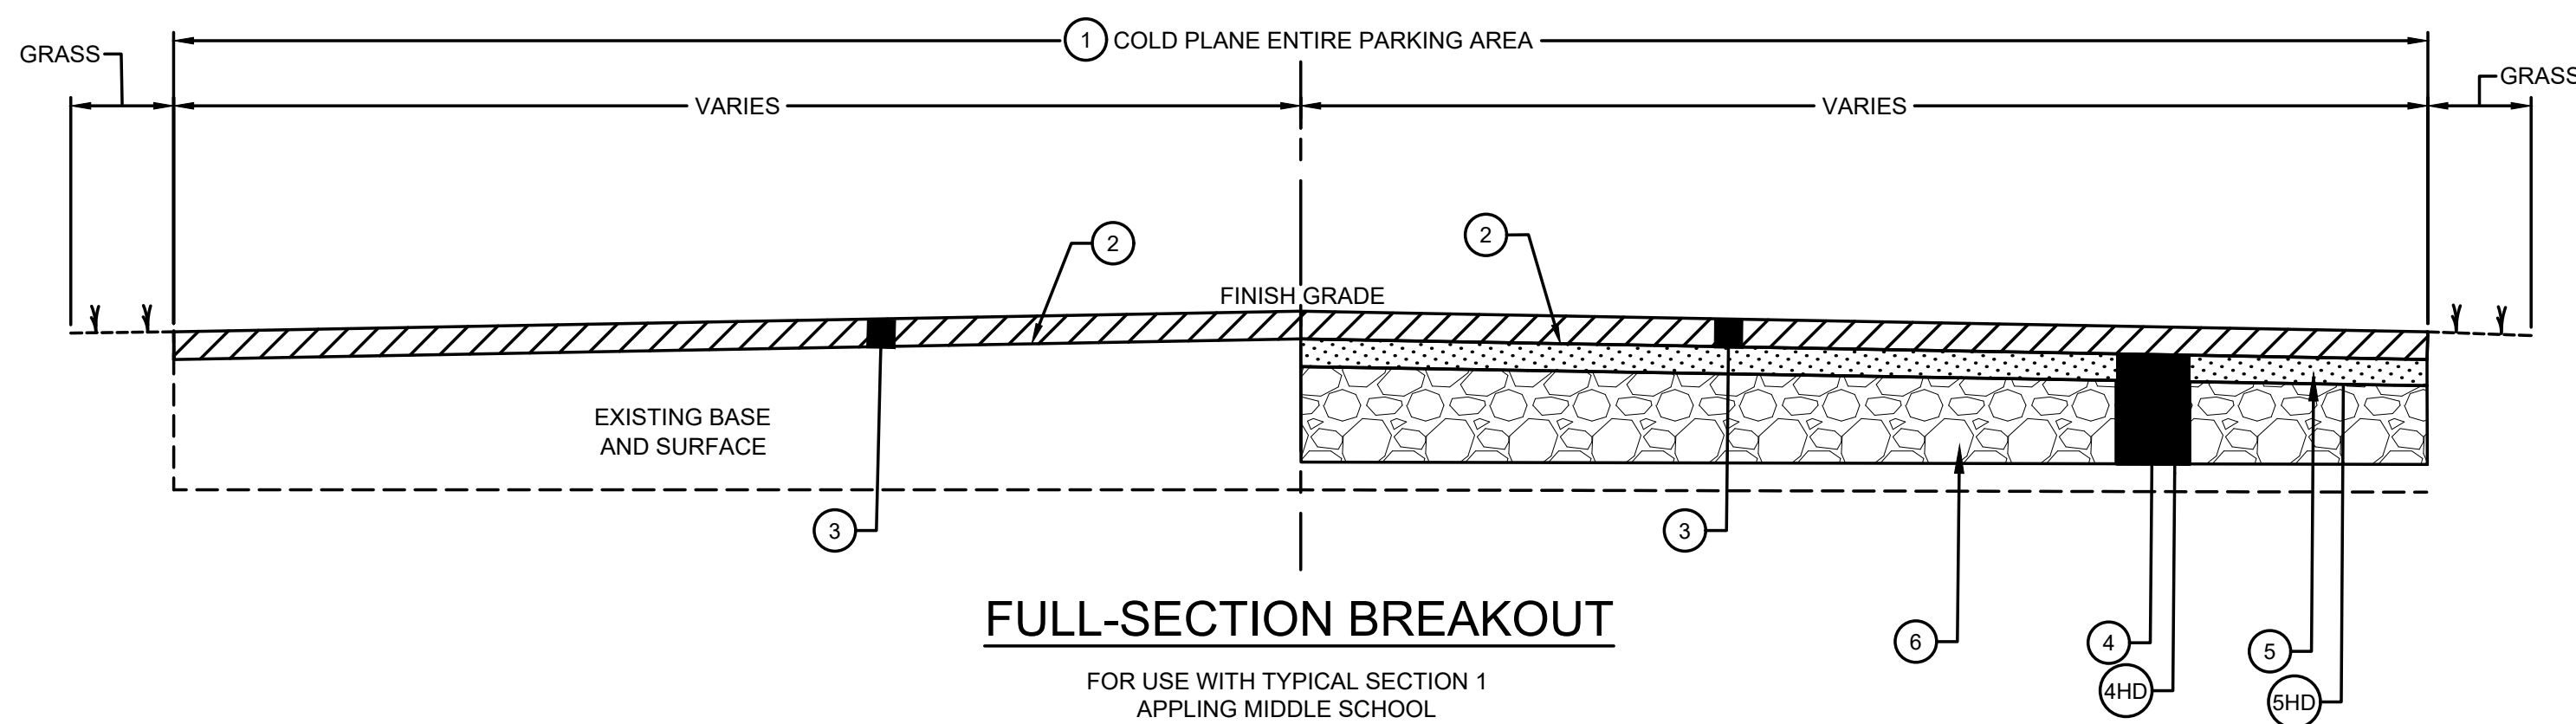 1 COLD PLANE ENTIRE PARKING AREA
GRASS
GRASS
VARIES
VARIES
2
2
FINISH GRADE
EXISTING BASE
AND SURFACE
3
3
FULL-SECTION BREAKOUT
6
4
5
FOR USE WITH TYPICAL SECTION 1
4HD
5HD
APPLING MIDDLE SCHOOL